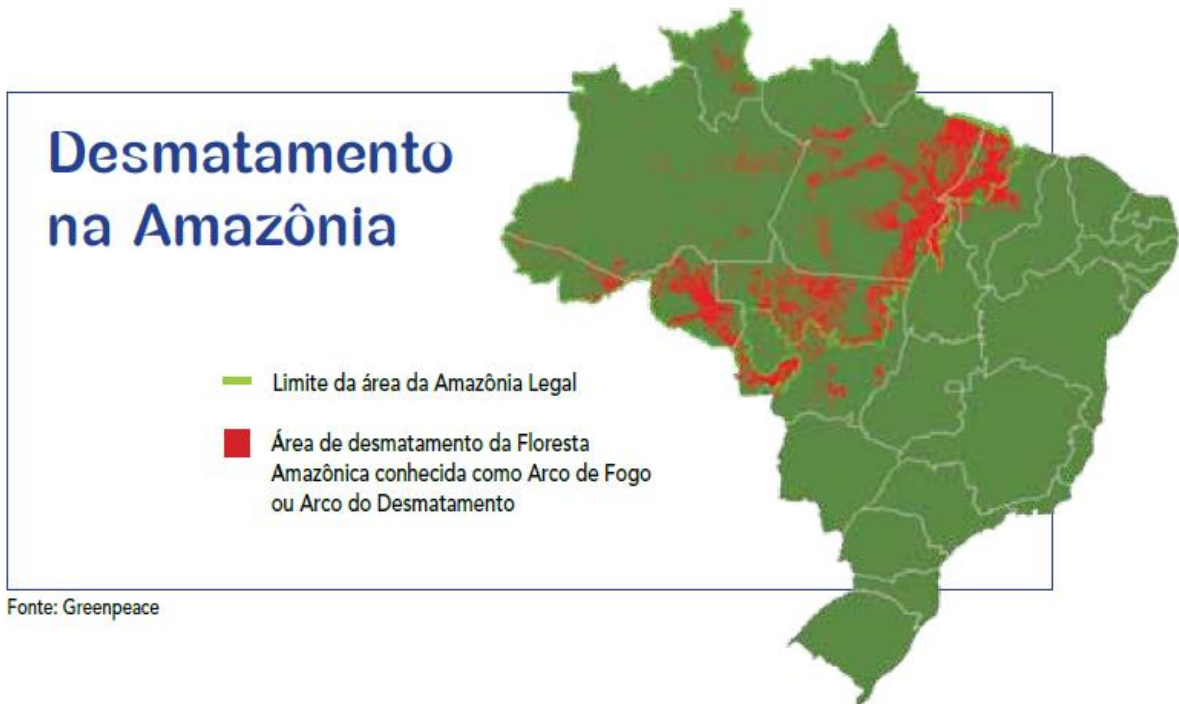 Desmatamento
na Amazônia
Limite da área da Amazônia Legal
Área de desmatamento da Floresta
Amazônica conhecida como Arco de Fogo
ou Arco do Desmatamento
Fonte: Greenpeace